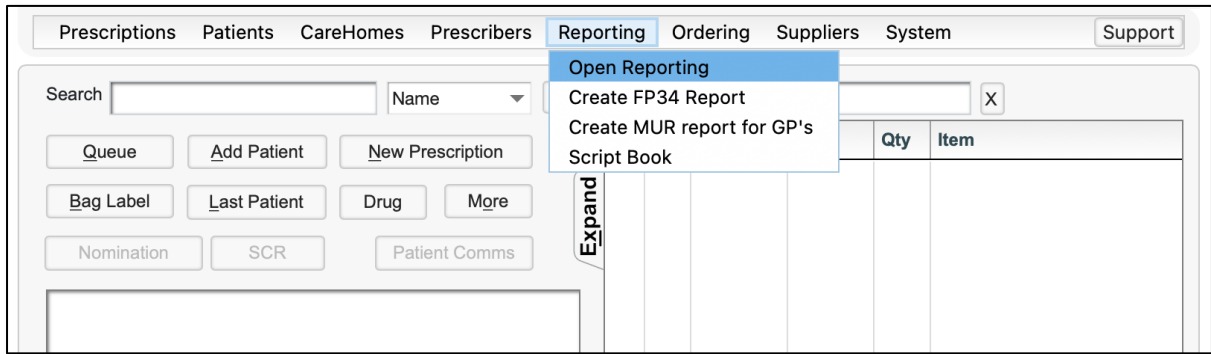 Prescriptions Patients CareHomes Prescribers Reporting Ordering Suppliers System Support
Open Reporting
Create FP34 Report
Create MUR report for GP's
Script Book
Search Name X
Queue Add Patient New Prescription
Bag Label Last Patient Drug More
Nomination SCR Patient Comms
Expand
Qty Item